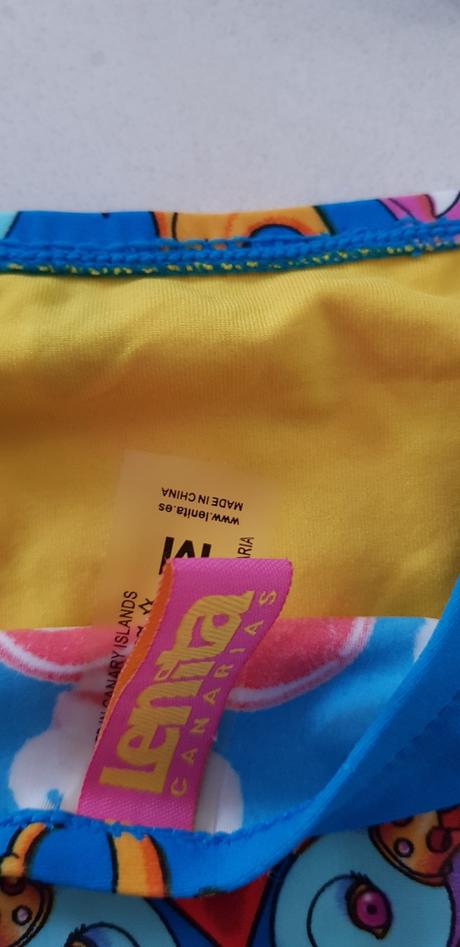 Lenita
CANARIAS
M
www.lenita.es
MADE IN CHINA
CANARY ISLANDS